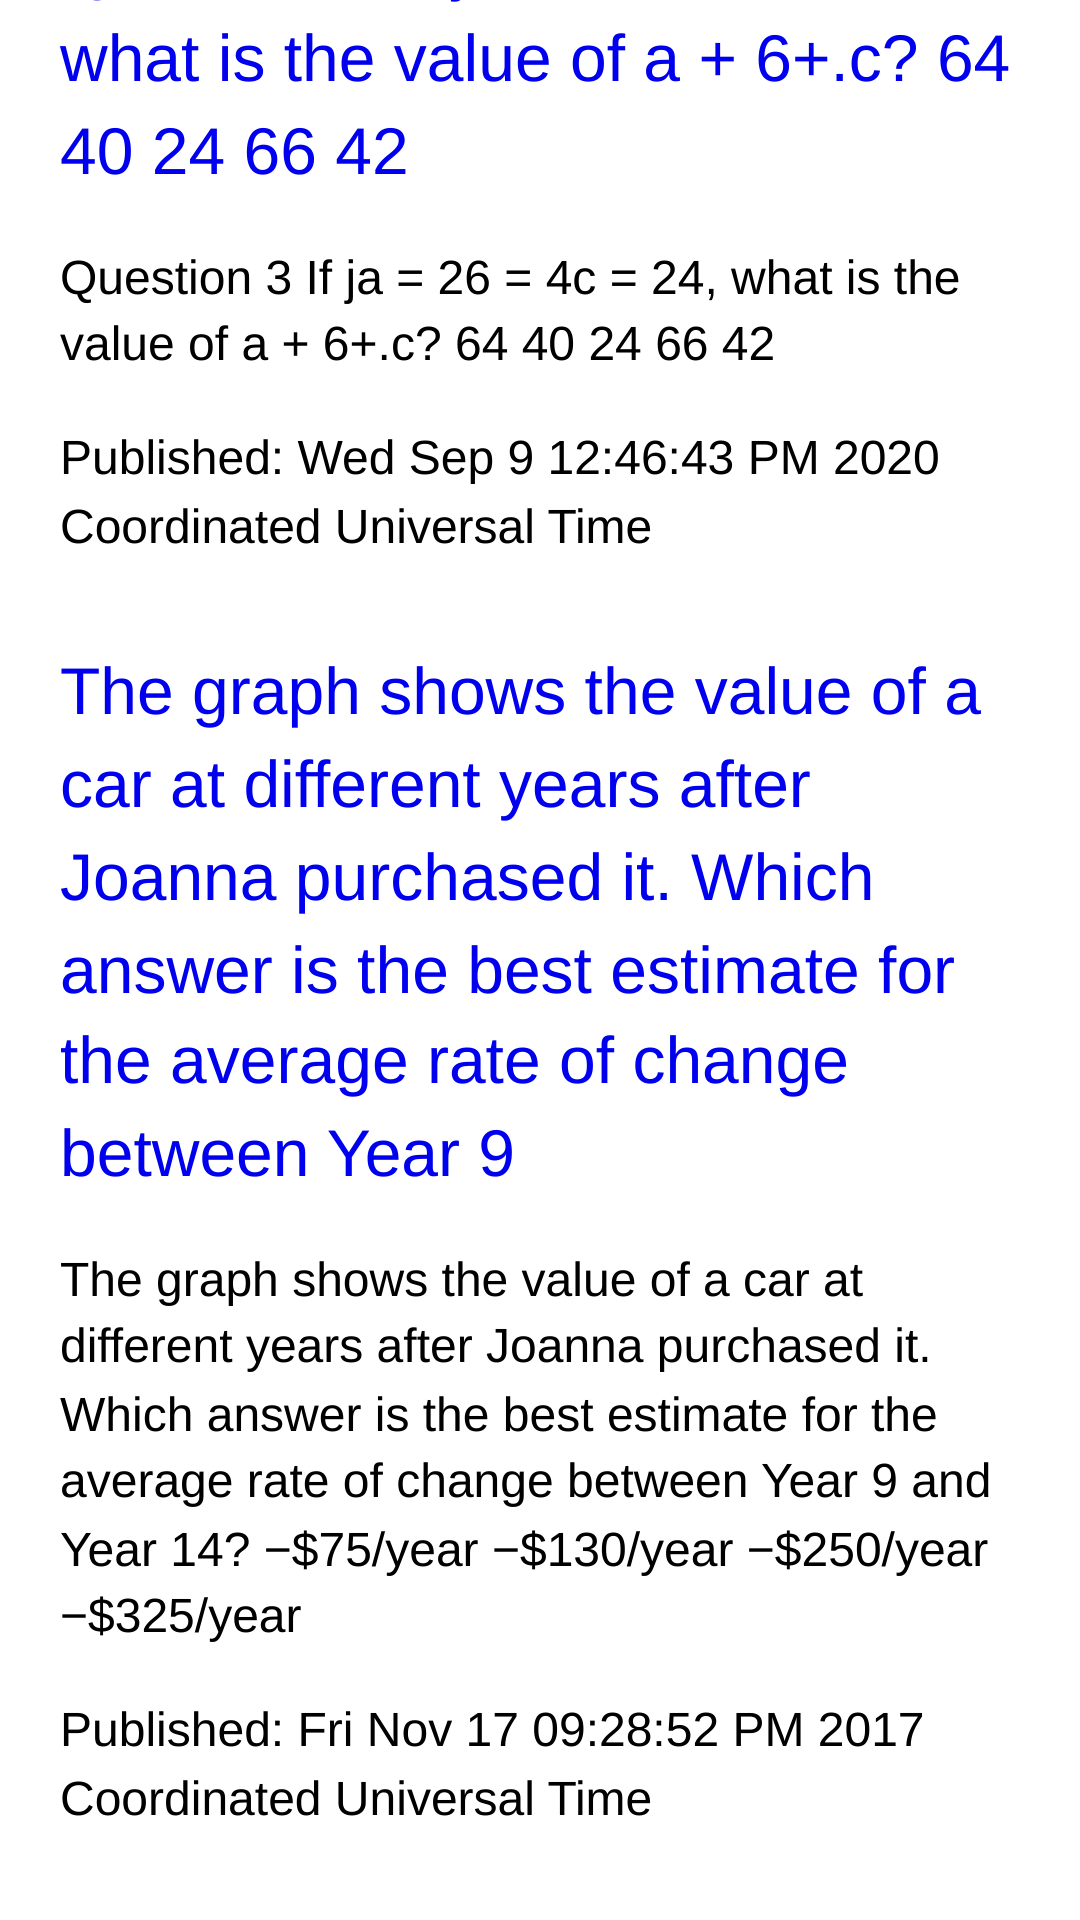 what is the value of a + 6+.c? 64
40 24 66 42
Question 3 If ja = 26 = 4c = 24, what is the
value of a + 6+.c? 64 40 24 66 42
Published: Wed Sep 9 12:46:43 PM 2020
Coordinated Universal Time
The graph shows the value of a
car at different years after
Joanna purchased it. Which
answer is the best estimate for
the average rate of change
between Year 9
The graph shows the value of a car at
different years after Joanna purchased it.
Which answer is the best estimate for the
average rate of change between Year 9 and
Year 14? −$75/year −$130/year −$250/year
−$325/year
Published: Fri Nov 17 09:28:52 PM 2017
Coordinated Universal Time